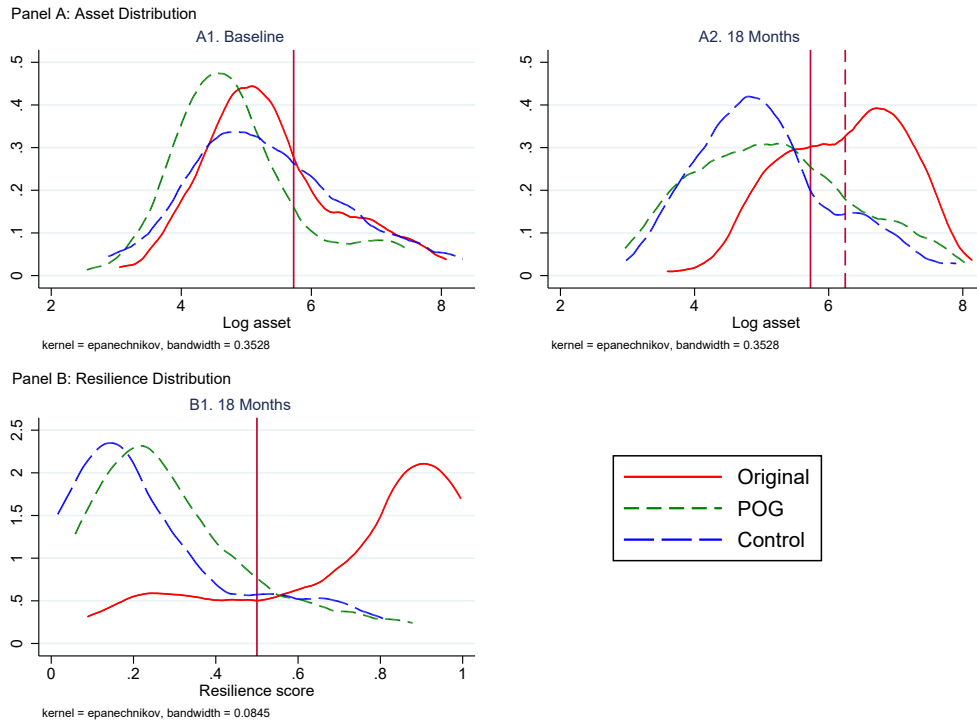 Panel A: Asset Distribution
A1. Baseline
.5
.4
.3
.2
.1
0
2 4 6 8
Log asset
kernel = epanechnikov, bandwidth = 0.3528
A2. 18 Months
.5
.4
.3
.2
.1
0
2 4 6 8
Log asset
kernel = epanechnikov, bandwidth = 0.3528
Panel B: Resilience Distribution
B1. 18 Months
2.5
2
1.5
1
.5
0
0 .2 .4 .6 .8 1
Resilience score
kernel = epanechnikov, bandwidth = 0.0845
Original
POG
Control